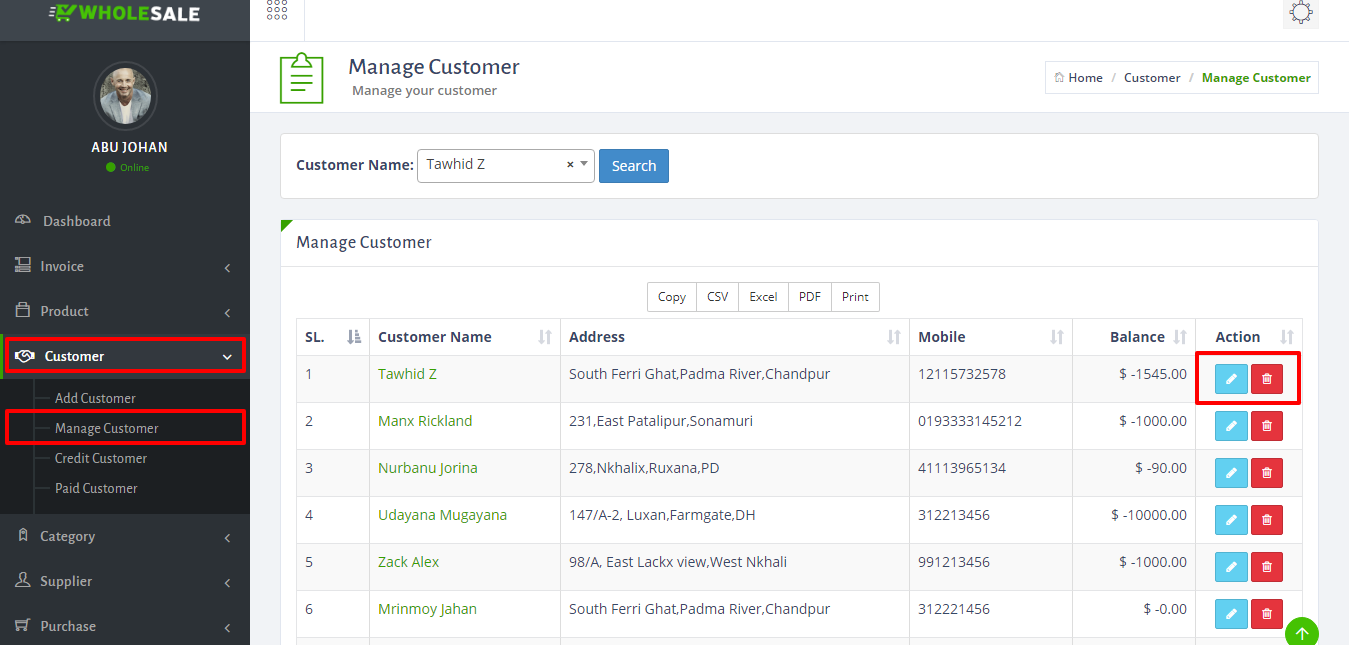 WHOLESALE
ABU JOHAN
Online
Dashboard
Invoice
Product
Customer
Add Customer
Manage Customer
Credit Customer
Paid Customer
Category
Supplier
Purchase
Manage Customer
Manage your customer
Home / Customer / Manage Customer
Customer Name: Tawhid Z × Search
Manage Customer
Copy CSV Excel PDF Print
SL. Customer Name Address Mobile Balance Action
1 Tawhid Z South Ferri Ghat,Padma River,Chandpur 12115732578 $ -1545.00
2 Manx Rickland 231,East Patalipur,Sonamuri 0193333145212 $ -1000.00
3 Nurbanu Jorina 278,Nkhalix,Ruxana,PD 41113965134 $ -90.00
4 Udayana Mugayana 147/A-2, Luxan,Farmgate,DH 312213456 $ -10000.00
5 Zack Alex 98/A, East Lackx view,West Nkhali 991213456 $ -1000.00
6 Mrinmoy Jahan South Ferri Ghat,Padma River,Chandpur 312221456 $ -0.00